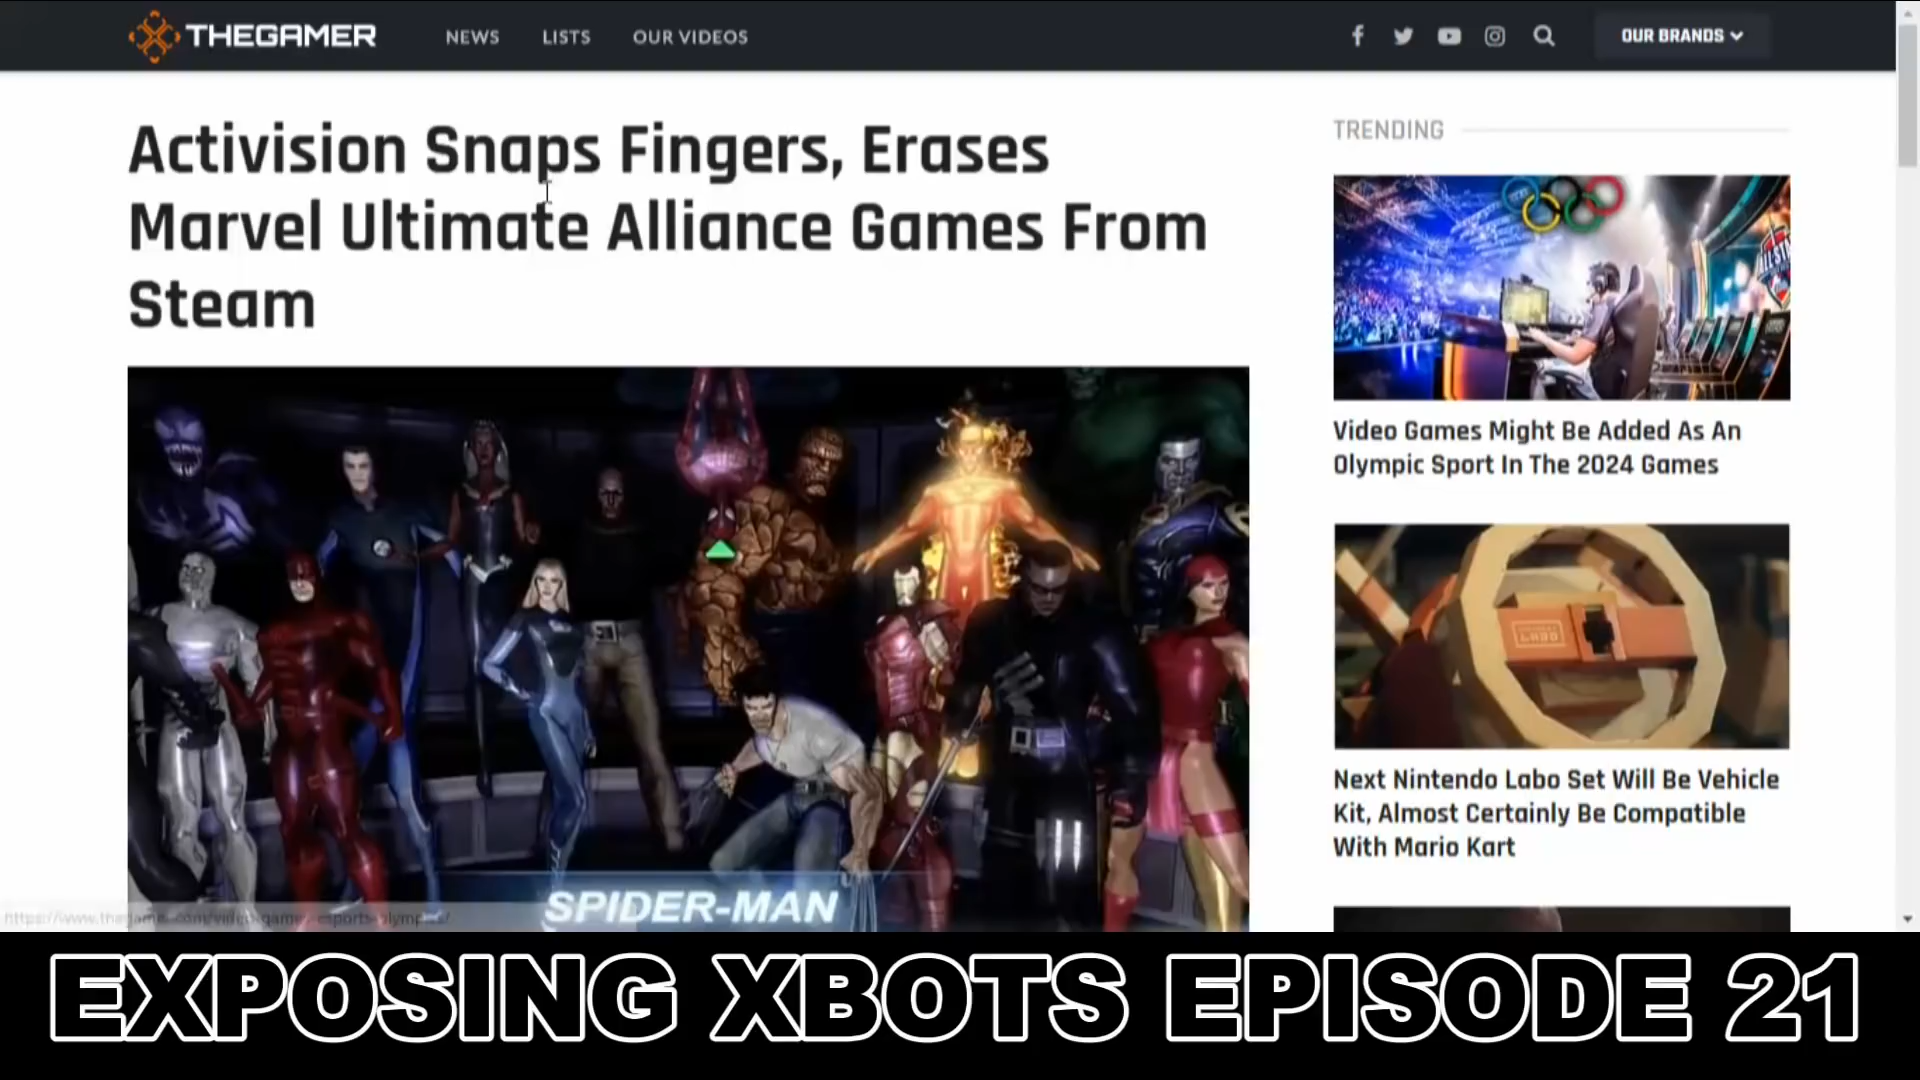 THEGAMER
NEWS
LISTS
OUR VIDEOS
OUR BRANDS
Activision Snaps Fingers, Erases
Marvel Ultimate Alliance Games From
Steam
SPIDER-MAN
TRENDING
Video Games Might Be Added As An
Olympic Sport In The 2024 Games
LABO
Next Nintendo Labo Set Will Be Vehicle
Kit, Almost Certainly Be Compatible
With Mario Kart
EXPOSING XBOTS EPISODE 21